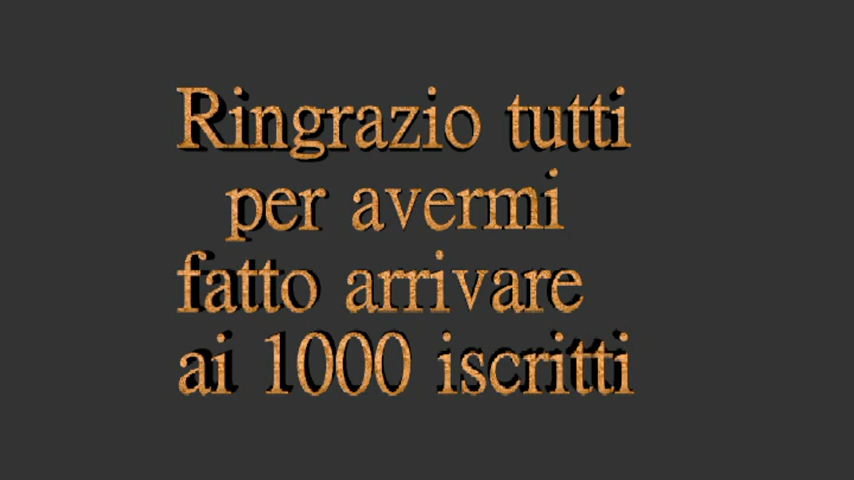 Ringrazio tutti
per avermi
fatto arrivare
ai 1000 iscritti